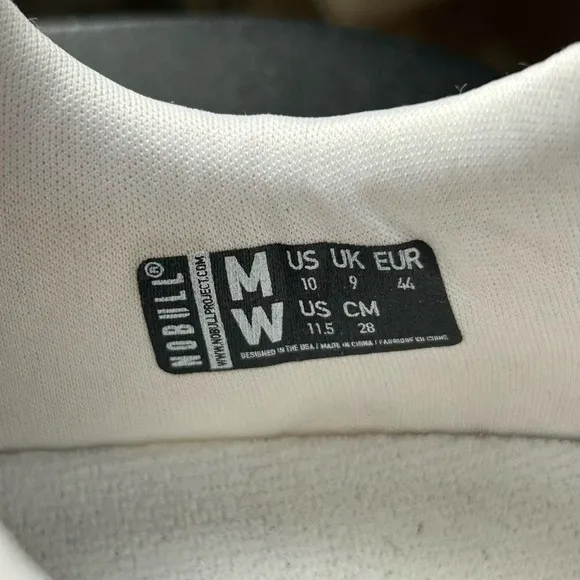 NOBULL®
WWW.NOBULLPROJECT.COM
M US UK EUR
10 9 44
W US CM
11.5 28
DESIGNED IN THE USA / MADE IN CHINA / FABRIQUÉ EN CHINE